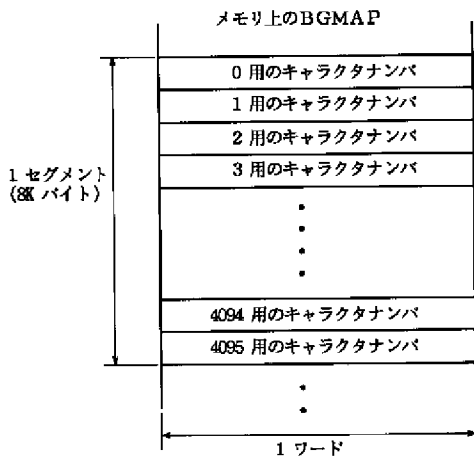 メモリ上のBGMAP
0 用のキャラクタナンバ
1 用のキャラクタナンバ
2 用のキャラクタナンバ
3 用のキャラクタナンバ
1 セグメント
(8K バイト)
4094 用のキャラクタナンバ
4095 用のキャラクタナンバ
1 ワード